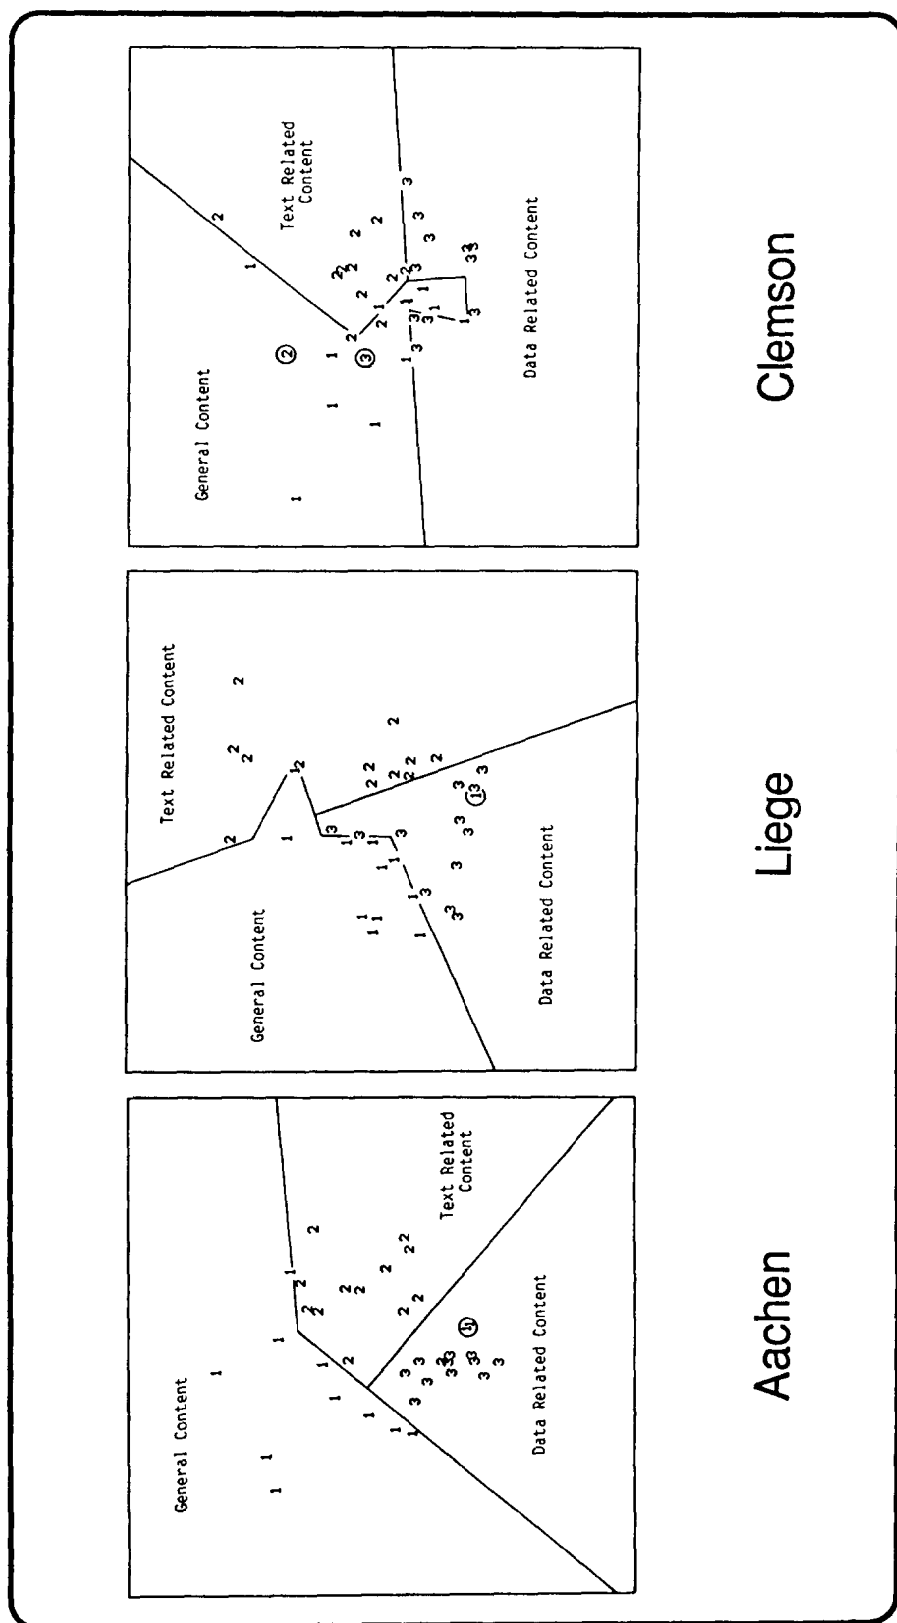 General Content
Text Related
Content
Data Related Content
Aachen
Text Related Content
General Content
Data Related Content
Liege
General Content
Text Related
Content
Data Related Content
Clemson